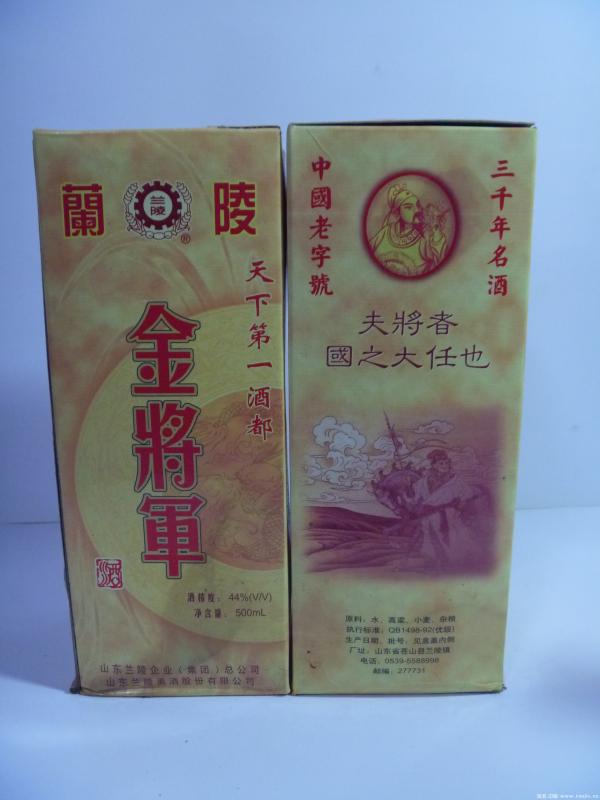 蘭 兰陵 ® 陵
天下第一酒都
金將軍
酒
酒精度：44%(V/V)
净含量：500mL
山东兰陵企业（集团）总公司
山东兰陵美酒股份有限公司
中國老字號
三千年名酒
夫將者
國之大任也
原料：水、高粱、小麦、杂粮
执行标准：QB1498-92(优级)
生产日期、批号：见盒盖内侧
厂址：山东省苍山县兰陵镇
电话：0539-5588998
邮编：277731